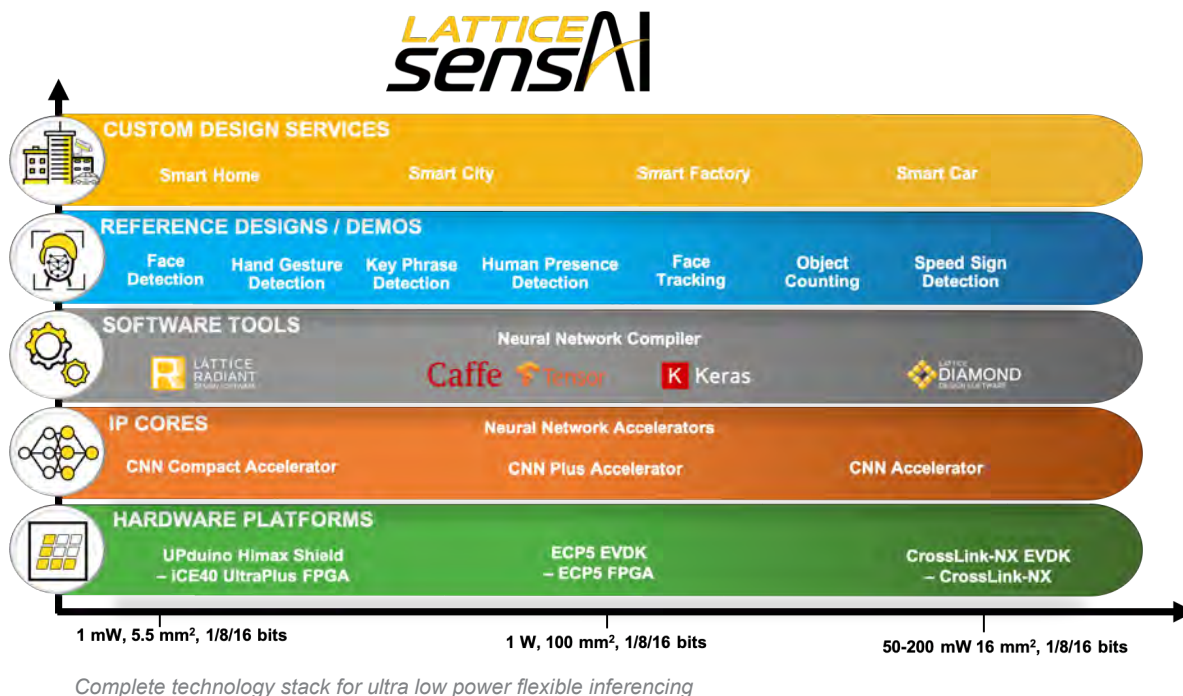 LATTICE
sensAI
CUSTOM DESIGN SERVICES
Smart Home Smart City Smart Factory Smart Car
REFERENCE DESIGNS / DEMOS
Face Detection
Hand Gesture Detection
Key Phrase Detection
Human Presence Detection
Face Tracking
Object Counting
Speed Sign Detection
SOFTWARE TOOLS
Neural Network Compiler
LATTICE
RADIANT
DESIGN SOFTWARE
Caffe
Tensor
K Keras
LATTICE
DIAMOND
DESIGN SOFTWARE
IP CORES
Neural Network Accelerators
CNN Compact Accelerator CNN Plus Accelerator CNN Accelerator
HARDWARE PLATFORMS
UPduino Himax Shield
– iCE40 UltraPlus FPGA
ECP5 EVDK
– ECP5 FPGA
CrossLink-NX EVDK
– CrossLink-NX
1 mW, 5.5 mm², 1/8/16 bits
1 W, 100 mm², 1/8/16 bits
50-200 mW 16 mm², 1/8/16 bits
Complete technology stack for ultra low power flexible inferencing